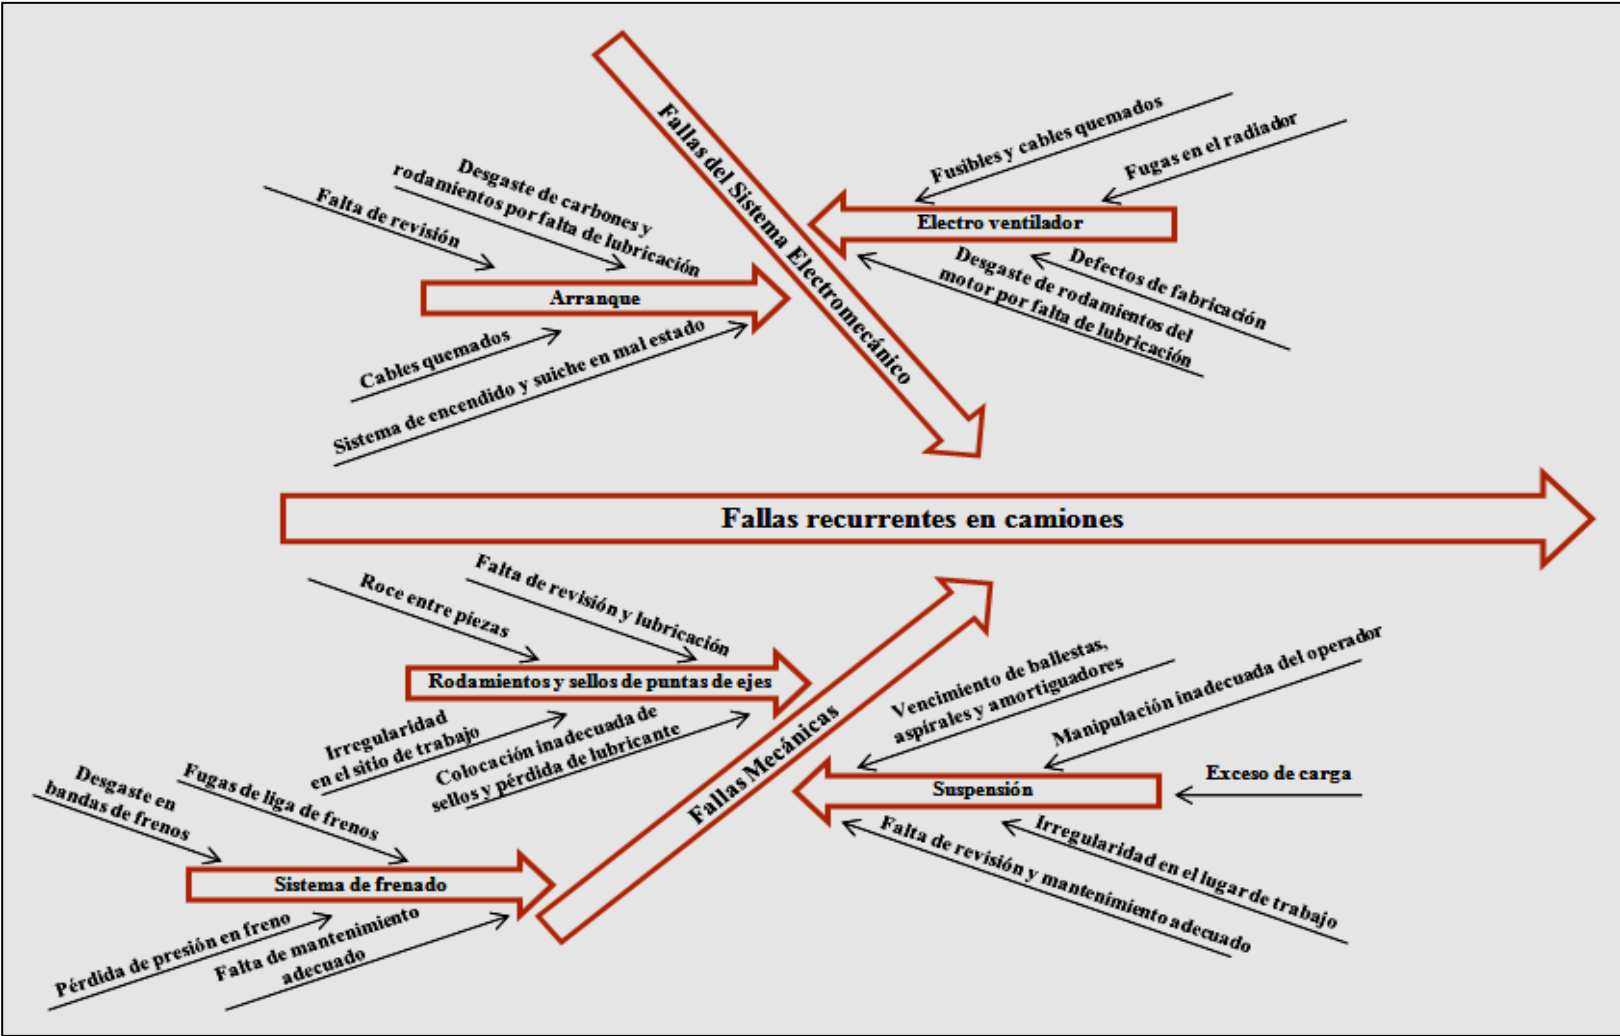 Fallas del Sistema Electromecánico
Desgaste de carbones y
rodamientos por falta de lubricación
Falta de revisión
Arranque
Cables quemados
Sistema de encendido y suiche en mal estado
Fusibles y cables quemados
Fugas en el radiador
Electro ventilador
Desgaste de rodamientos del
motor por falta de lubricación
Defectos de fabricación
Fallas recurrentes en camiones
Roce entre piezas
Falta de revisión y lubricación
Rodamientos y sellos de puntas de ejes
Irregularidad
en el sitio de trabajo
Colocación inadecuada de
sellos y pérdida de lubricante
Fallas Mecánicas
Vencimiento de ballestas,
aspírales y amortiguadores
Manipulación inadecuada del operador
Suspensión
Exceso de carga
Falta de revisión y mantenimiento adecuado
Irregularidad en el lugar de trabajo
Desgaste en
bandas de frenos
Fugas de liga de frenos
Sistema de frenado
Pérdida de presión en freno
Falta de mantenimiento
adecuado